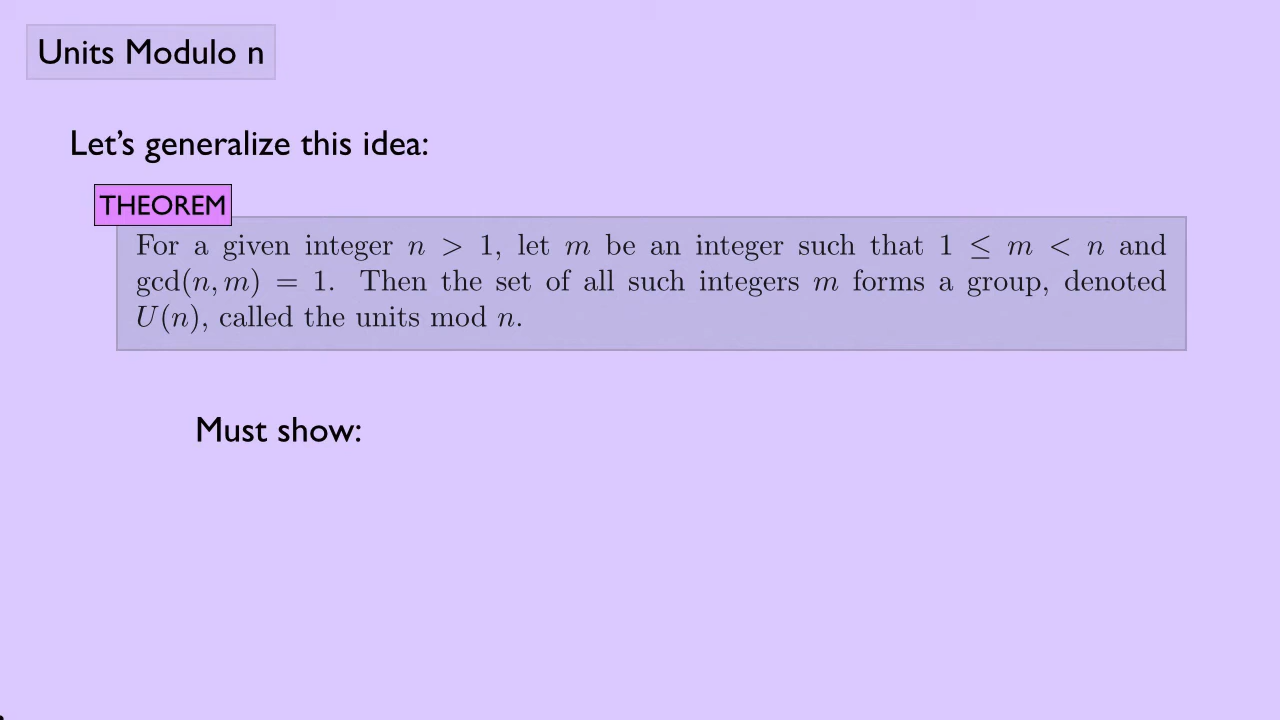 Units Modulo n
Let’s generalize this idea:
THEOREM
For a given integer n > 1, let m be an integer such that 1 ≤ m < n and
gcd(n, m) = 1. Then the set of all such integers m forms a group, denoted
U(n), called the units mod n.
Must show: